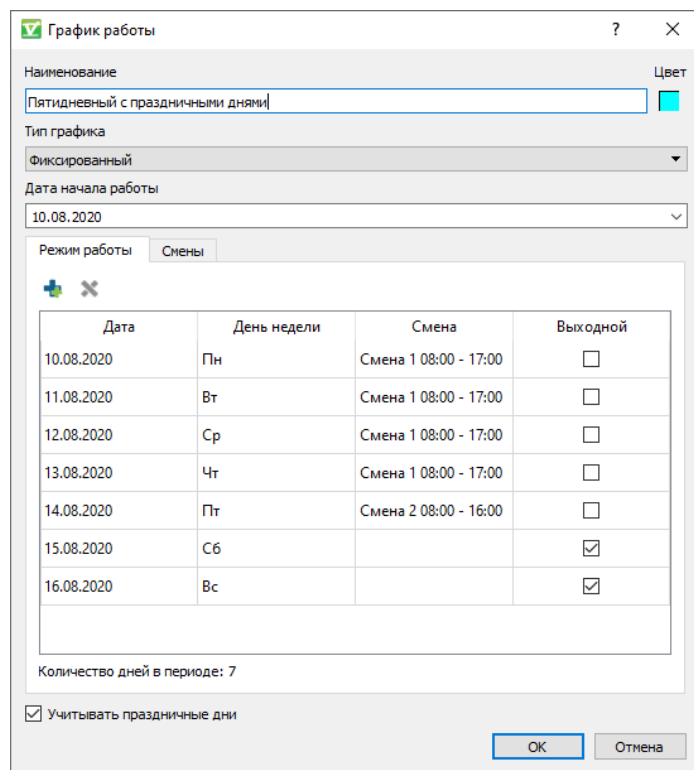 График работы
?
Наименование Цвет
Пятидневный с праздничными днями
Тип графика
Фиксированный
Дата начала работы
10.08.2020
Режим работы Смены
Дата День недели Смена Выходной
10.08.2020 Пн Смена 1 08:00 - 17:00
11.08.2020 Вт Смена 1 08:00 - 17:00
12.08.2020 Ср Смена 1 08:00 - 17:00
13.08.2020 Чт Смена 1 08:00 - 17:00
14.08.2020 Пт Смена 2 08:00 - 16:00
15.08.2020 Сб
16.08.2020 Вс
Количество дней в периоде: 7
Учитывать праздничные дни
ОК Отмена